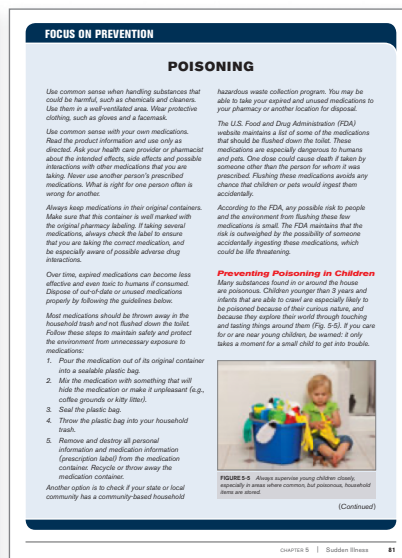 FOCUS ON PREVENTION
POISONING
Use common sense when handling substances that
could be harmful, such as chemicals and cleaners.
Use them in a well-ventilated area. Wear protective
clothing, such as gloves and a facemask.
Use common sense with your own medications.
Read the product information and use only as
directed. Ask your health care provider or pharmacist
about the intended effects, side effects and possible
interactions with other medications that you are
taking. Never use another person's prescribed
medications. What is right for one person often is
wrong for another.
Always keep medications in their original containers.
Make sure that this container is well marked with
the original pharmacy labeling. If taking several
medications, always check the label to ensure
that you are taking the correct medication, and
be especially aware of possible adverse drug
interactions.
Over time, expired medications can become less
effective and even toxic to humans if consumed.
Dispose of out-of-date or unused medications
properly by following the guidelines below.
Most medications should be thrown away in the
household trash and not flushed down the toilet.
Follow these steps to maintain safety and protect
the environment from unnecessary exposure to
medications:
1. Pour the medication out of its original container
into a sealable plastic bag.
2. Mix the medication with something that will
hide the medication or make it unpleasant (e.g.,
coffee grounds or kitty litter).
3. Seal the plastic bag.
4. Throw the plastic bag into your household
trash.
5. Remove and destroy all personal
information and medication information
(prescription label) from the medication
container. Recycle or throw away the
medication container.
Another option is to check if your state or local
community has a community-based household
hazardous waste collection program. You may be
able to take your expired and unused medications to
your pharmacy or another location for disposal.
The U.S. Food and Drug Administration (FDA)
website maintains a list of some of the medications
that should be flushed down the toilet. These
medications are especially dangerous to humans
and pets. One dose could cause death if taken by
someone other than the person for whom it was
prescribed. Flushing these medications avoids any
chance that children or pets would ingest them
accidentally.
According to the FDA, any possible risk to people
and the environment from flushing these few
medications is small. The FDA maintains that the
risk is outweighed by the possibility of someone
accidentally ingesting these medications, which
could be life threatening.
Preventing Poisoning in Children
Many substances found in or around the house
are poisonous. Children younger than 3 years and
infants that are able to crawl are especially likely to
be poisoned because of their curious nature, and
because they explore their world through touching
and tasting things around them (Fig. 5-5). If you care
for or are near young children, be warned: it only
takes a moment for a small child to get into trouble.
FIGURE 5-5 Always supervise young children closely,
especially in areas where common, but poisonous, household
items are stored.
(Continued)
CHAPTER 5 | Sudden Illness 81